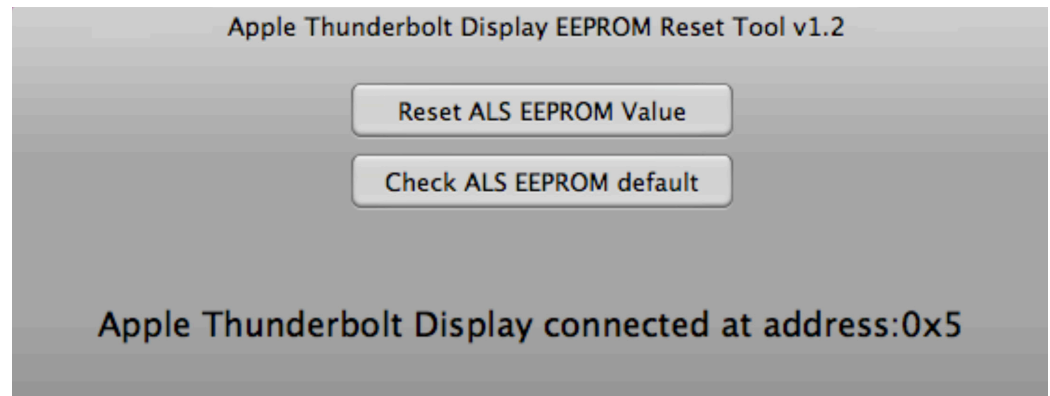 Apple Thunderbolt Display EEPROM Reset Tool v1.2
Reset ALS EEPROM Value
Check ALS EEPROM default
Apple Thunderbolt Display connected at address:0x5